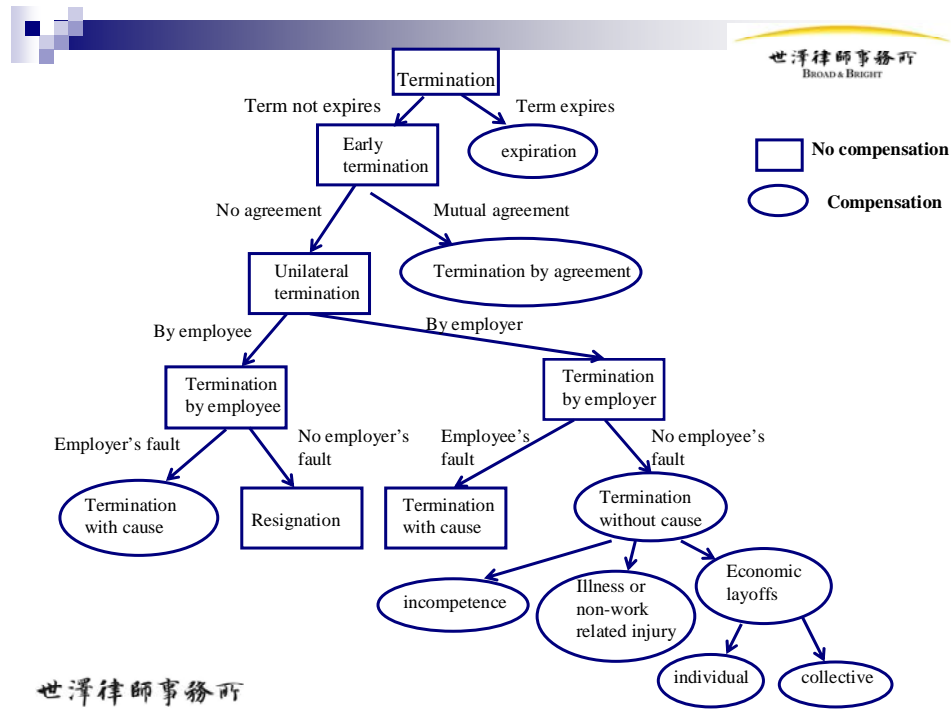 世澤律師事務所
BROAD & BRIGHT
Termination
Term not expires
Term expires
Early
termination
expiration
No compensation
Compensation
No agreement
Mutual agreement
Unilateral
termination
Termination by agreement
By employee
By employer
Termination
by employee
Termination
by employer
Employer's fault
No employer's
fault
Employee's
fault
No employee's
fault
Termination
with cause
Resignation
Termination
with cause
Termination
without cause
incompetence
Illness or
non-work
related injury
Economic
layoffs
individual
collective
世澤律師事務所